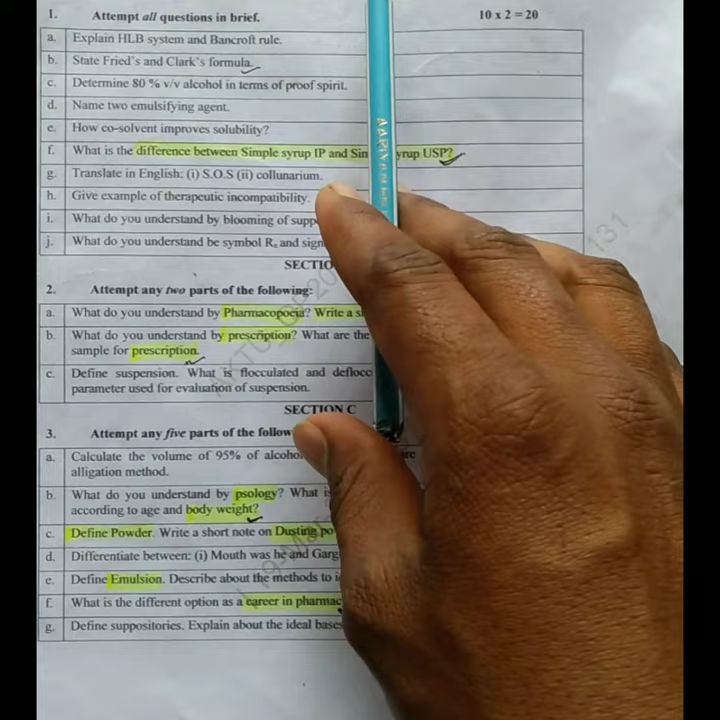 1. Attempt all questions in brief. 10 x 2 = 20
a. Explain HLB system and Bancroft rule.
b. State Fried's and Clark's formula.
c. Determine 80 % v/v alcohol in terms of proof spirit.
d. Name two emulsifying agent.
e. How co-solvent improves solubility?
f. What is the difference between Simple syrup IP and Sin yrup USP?
g. Translate in English: (i) S.O.S (ii) collunarium.
h. Give example of therapeutic incompatibility.
i. What do you understand by blooming of supp
j. What do you understand be symbol Rx and sign
SECTIO
2. Attempt any two parts of the following:
a. What do you understand by Pharmacopoeia? Write a s
b. What do you understand by prescription? What are the
sample for prescription.
c. Define suspension. What is flocculated and deflocc
parameter used for evaluation of suspension.
SECTION C
3. Attempt any five parts of the follow
a. Calculate the volume of 95% of alcoho are
alligation method.
b. What do you understand by psology? What i
according to age and body weight?
c. Define Powder. Write a short note on Dusting po
d. Differentiate between: (i) Mouth was he and Garg
e. Define Emulsion. Describe about the methods to i
f. What is the different option as a career in pharmac
g. Define suppositories. Explain about the ideal base